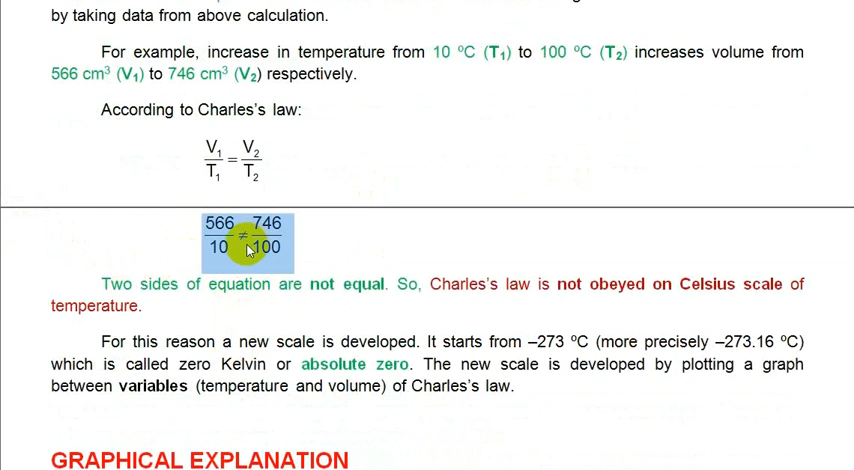 by taking data from above calculation.
For example, increase in temperature from 10 ºC (T₁) to 100 ºC (T₂) increases volume from
566 cm³ (V₁) to 746 cm³ (V₂) respectively.
According to Charles's law:
V₁/T₁ = V₂/T₂
566/10 ≠ 746/100
Two sides of equation are not equal. So, Charles's law is not obeyed on Celsius scale of
temperature.
For this reason a new scale is developed. It starts from –273 ºC (more precisely –273.16 ºC)
which is called zero Kelvin or absolute zero. The new scale is developed by plotting a graph
between variables (temperature and volume) of Charles's law.
GRAPHICAL EXPLANATION